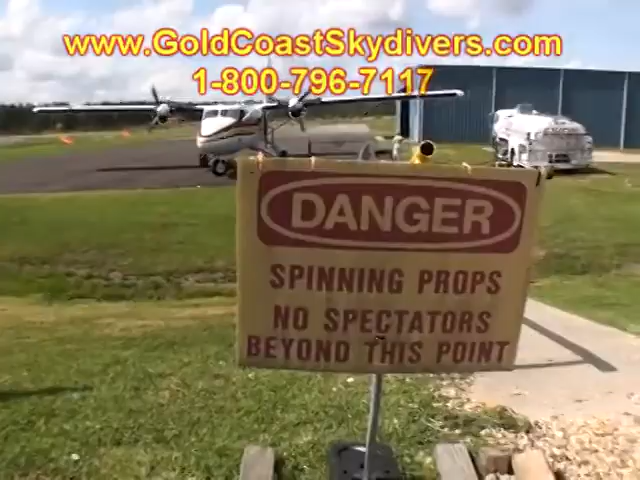 www.GoldCoastSkydivers.com
1-800-796-7117
DANGER
SPINNING PROPS
NO SPECTATORS
BEYOND THIS POINT